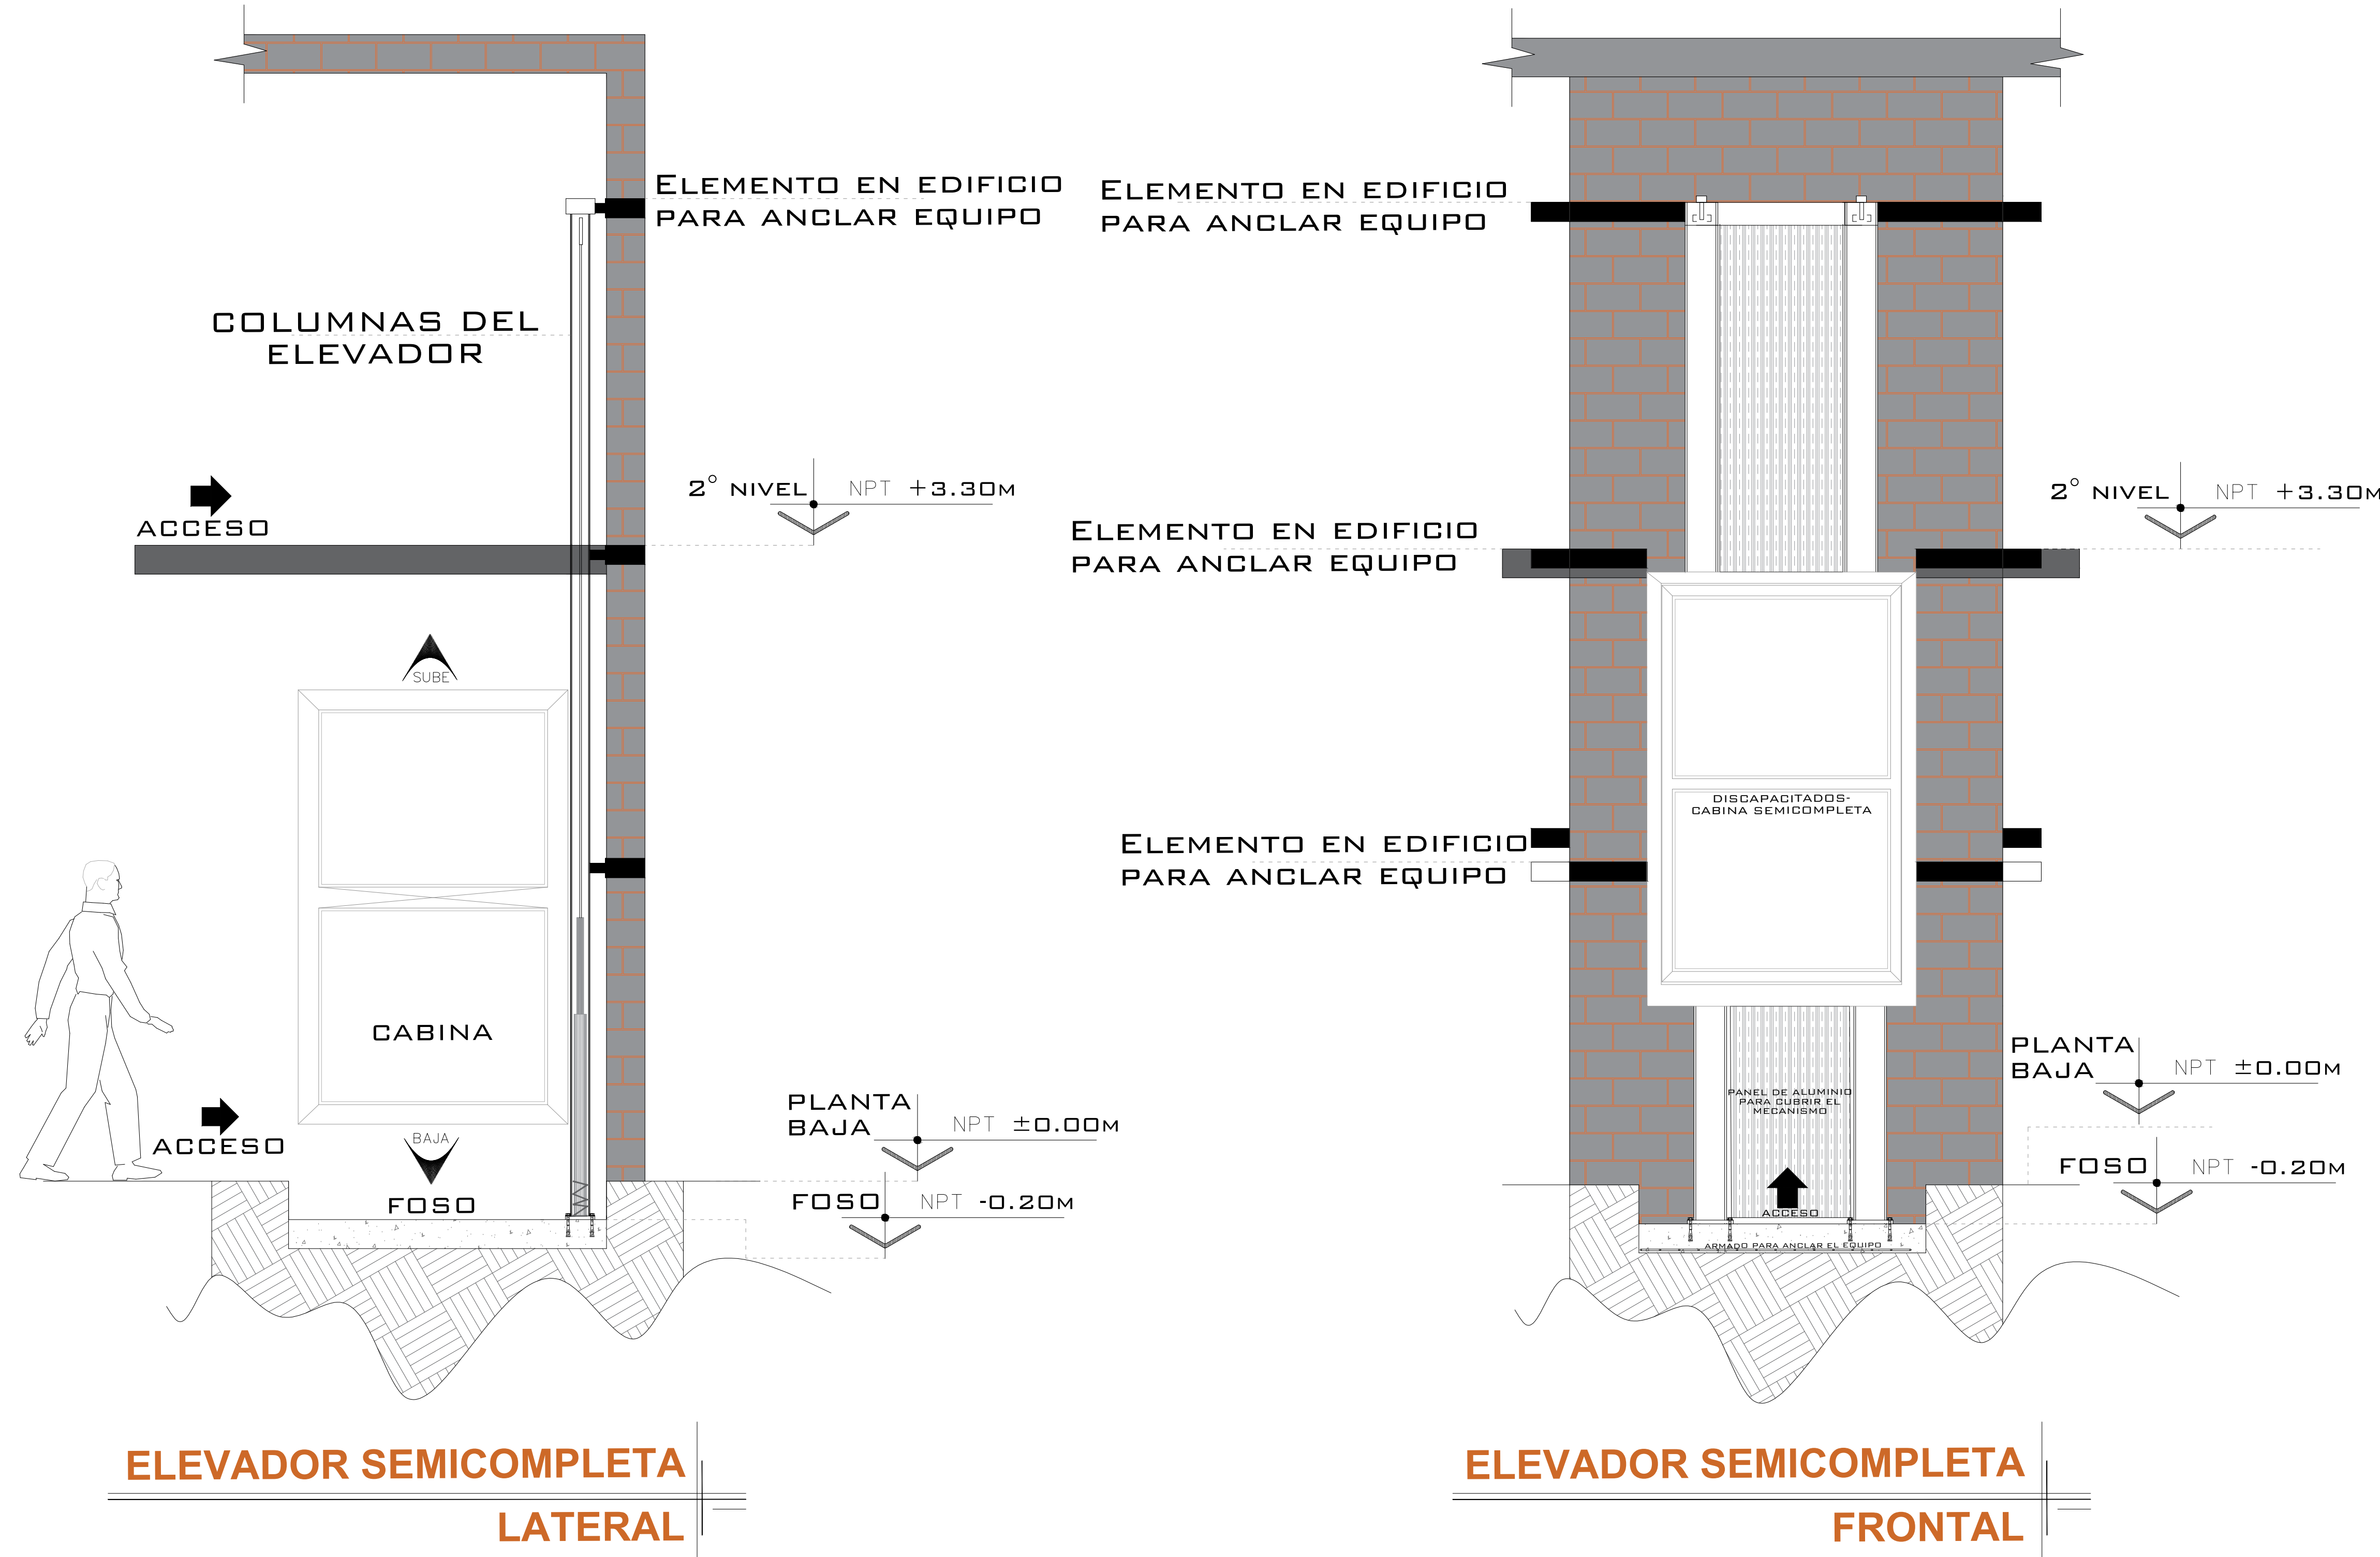 ELEMENTO EN EDIFICIO
PARA ANCLAR EQUIPO
COLUMNAS DEL
ELEVADOR
ACCESO
2° NIVEL NPT +3.30M
SUBE
CABINA
ACCESO
BAJA
FOSO
PLANTA
BAJA NPT ±0.00M
FOSO NPT -0.20M
ELEVADOR SEMICOMPLETA
LATERAL
ELEMENTO EN EDIFICIO
PARA ANCLAR EQUIPO
2° NIVEL NPT +3.30M
ELEMENTO EN EDIFICIO
PARA ANCLAR EQUIPO
DISCAPACITADOS-
CABINA SEMICOMPLETA
ELEMENTO EN EDIFICIO
PARA ANCLAR EQUIPO
PLANTA
BAJA NPT ±0.00M
PANEL DE ALUMINIO
PARA CUBRIR EL
MECANISMO
FOSO NPT -0.20M
ACCESO
ARMADO PARA ANCLAR EL EQUIPO
ELEVADOR SEMICOMPLETA
FRONTAL